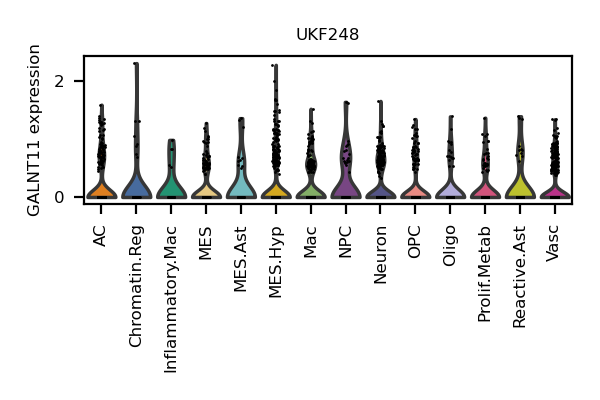 UKF248
GALNT11 expression
2
0
AC
Chromatin.Reg
Inflammatory.Mac
MES
MES.Ast
MES.Hyp
Mac
NPC
Neuron
OPC
Oligo
Prolif.Metab
Reactive.Ast
Vasc